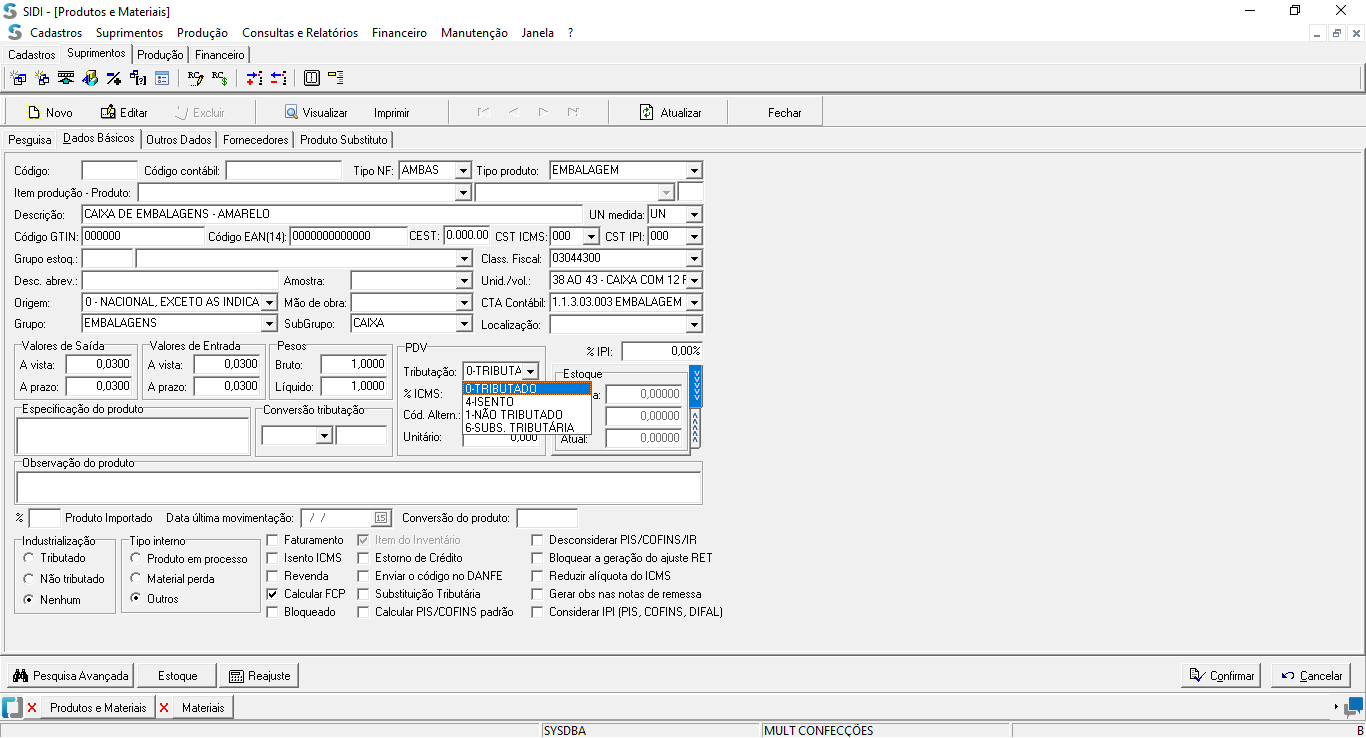 SIDI - [Produtos e Materiais]
Cadastros Suprimentos Produção Consultas e Relatórios Financeiro Manutenção Janela ?
Cadastros Suprimentos Produção Financeiro
Novo Editar Excluir Visualizar Imprimir Atualizar Fechar
Pesquisa Dados Básicos Outros Dados Fornecedores Produto Substituto
Código: Código contábil: Tipo NF: AMBAS Tipo produto: EMBALAGEM
Item produção - Produto:
Descrição: CAIXA DE EMBALAGENS - AMARELO UN medida: UN
Código GTIN: 000000 Código EAN(14): 0000000000000 CEST: 0.000.00 CST ICMS: 000 CST IPI: 000
Grupo estoq.: Class. Fiscal: 03044300
Desc. abrev.: Amostra: Unid./vol.: 38 AO 43 - CAIXA COM 12 F
Origem: 0 - NACIONAL, EXCETO AS INDICA Mão de obra: CTA Contábil: 1.1.3.03.003 EMBALAGEM
Grupo: EMBALAGENS SubGrupo: CAIXA Localização:
Valores de Saída Valores de Entrada Pesos PDV % IPI: 0,00%
A vista: 0,0300 A vista: 0,0300 Bruto: 1,0000 Tributação: 0-TRIBUTA Estoque
A prazo: 0,0300 A prazo: 0,0300 Líquido: 1,0000 % ICMS: 0-TRIBUTADO a: 0,00000
4-ISENTO
Especificação do produto Conversão tributação Cód. Altern.: 1-NÃO TRIBUTADO 0,00000
6-SUBS. TRIBUTÁRIA
Unitário: 0,000 Atual: 0,00000
Observação do produto
% Produto Importado Data última movimentação: / / 15 Conversão do produto:
Industrialização Tipo interno Faturamento Item do Inventário Desconsiderar PIS/COFINS/IR
Tributado Produto em processo Isento ICMS Estorno de Crédito Bloquear a geração do ajuste RET
Não tributado Material perda Revenda Enviar o código no DANFE Reduzir alíquota do ICMS
Nenhum Outros Calcular FCP Substituição Tributária Gerar obs nas notas de remessa
Bloqueado Calcular PIS/COFINS padrão Considerar IPI (PIS, COFINS, DIFAL)
Pesquisa Avançada Estoque Reajuste Confirmar Cancelar
Produtos e Materiais Materiais
SYSDBA MULT CONFECÇÕES B